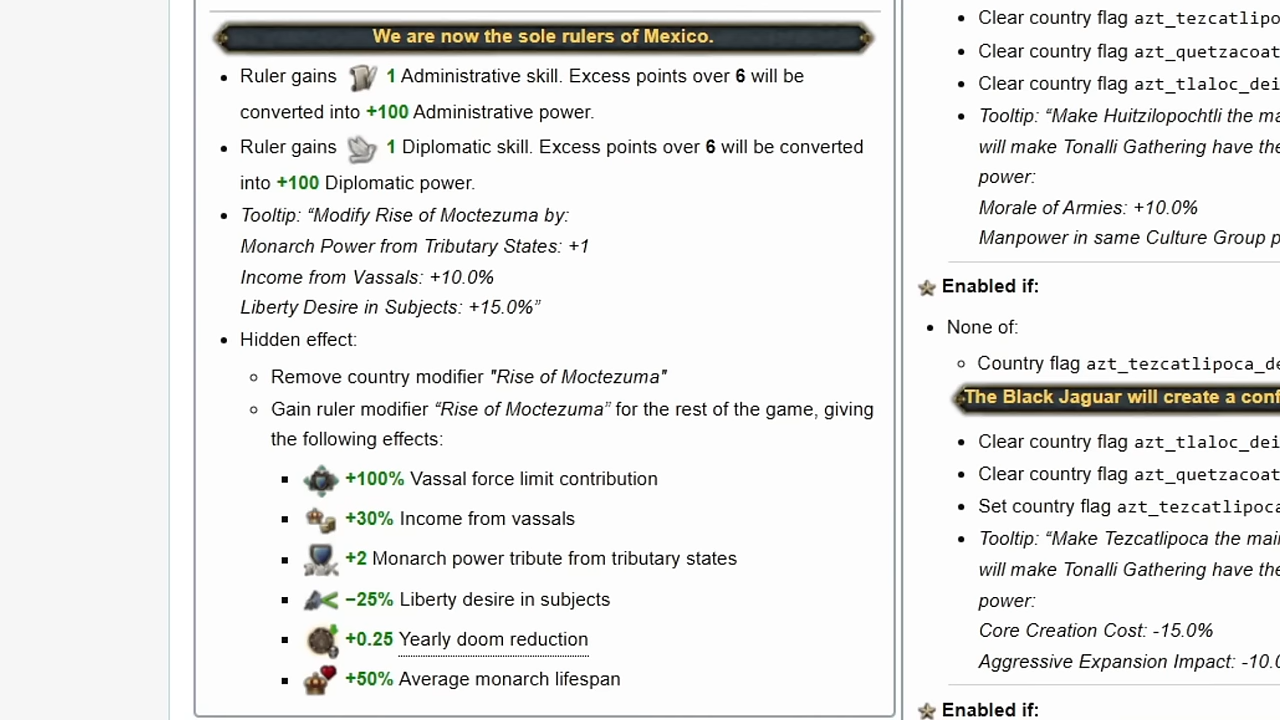 We are now the sole rulers of Mexico.
Ruler gains 1 Administrative skill. Excess points over 6 will be
converted into +100 Administrative power.
Ruler gains 1 Diplomatic skill. Excess points over 6 will be converted
into +100 Diplomatic power.
Tooltip: “Modify Rise of Moctezuma by:
Monarch Power from Tributary States: +1
Income from Vassals: +10.0%
Liberty Desire in Subjects: +15.0%”
Hidden effect:
Remove country modifier "Rise of Moctezuma"
Gain ruler modifier “Rise of Moctezuma” for the rest of the game, giving
the following effects:
+100% Vassal force limit contribution
+30% Income from vassals
+2 Monarch power tribute from tributary states
−25% Liberty desire in subjects
+0.25 Yearly doom reduction
+50% Average monarch lifespan
Clear country flag azt_tezcatlipo
Clear country flag azt_quetzacoat
Clear country flag azt_tlaloc_dei
Tooltip: “Make Huitzilopochtli the ma
will make Tonalli Gathering have the
power:
Morale of Armies: +10.0%
Manpower in same Culture Group p
Enabled if:
None of:
Country flag azt_tezcatlipoca_de
The Black Jaguar will create a conf
Clear country flag azt_tlaloc_dei
Clear country flag azt_quetzacoat
Set country flag azt_tezcatlipoca
Tooltip: “Make Tezcatlipoca the mai
will make Tonalli Gathering have the
power:
Core Creation Cost: -15.0%
Aggressive Expansion Impact: -10.0
Enabled if: